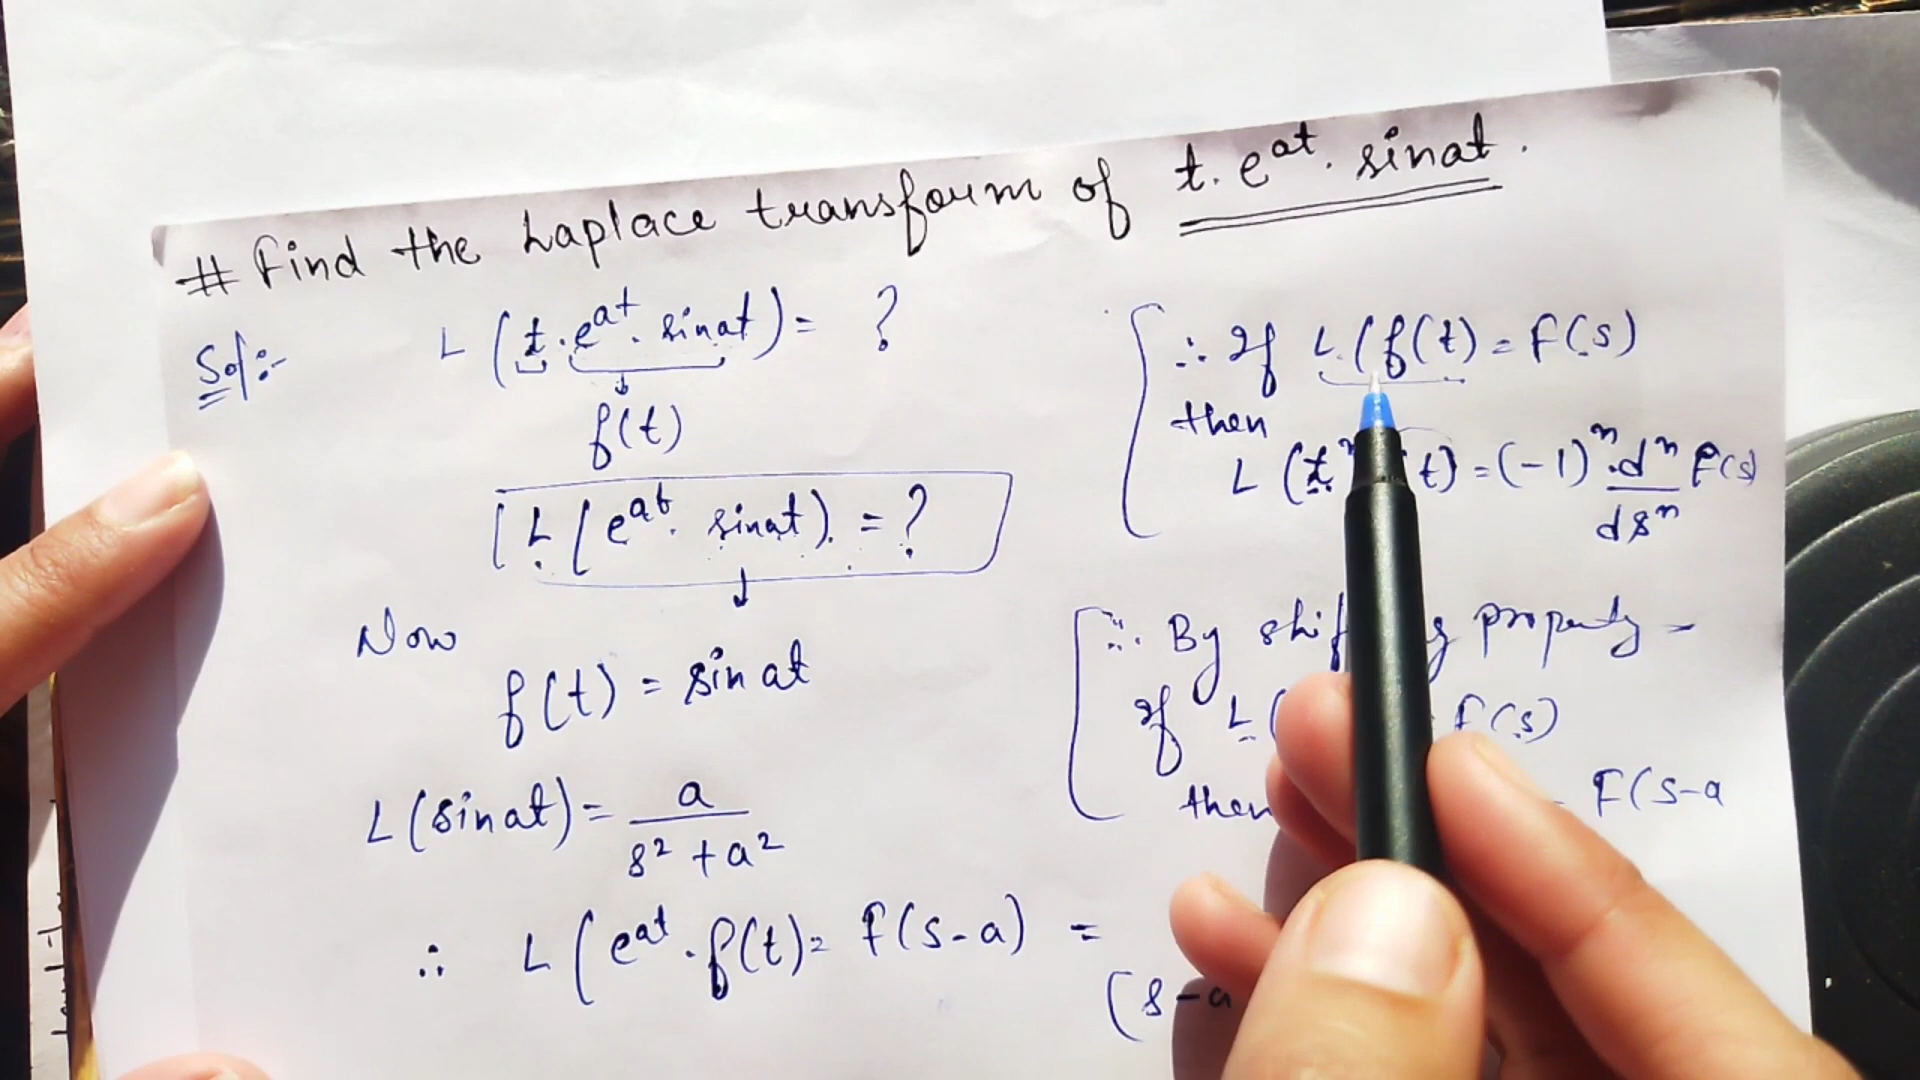 # Find the Laplace transform of t. e^at. sinat.
Sol:- L(t.e^at. sinat) = ?
f(t)
L(e^at. sinat). = ?
Now
f(t) = sin at
L(sinat) = a / s² + a²
∴ L(e^at.f(t) = F(s-a) =
(s-a
∴ If L(f(t) = F(s)
then
L(t t) = (-1)^n . d^n / ds^n F(s)
∵ By property -
If L( F(s)
then F(s-a